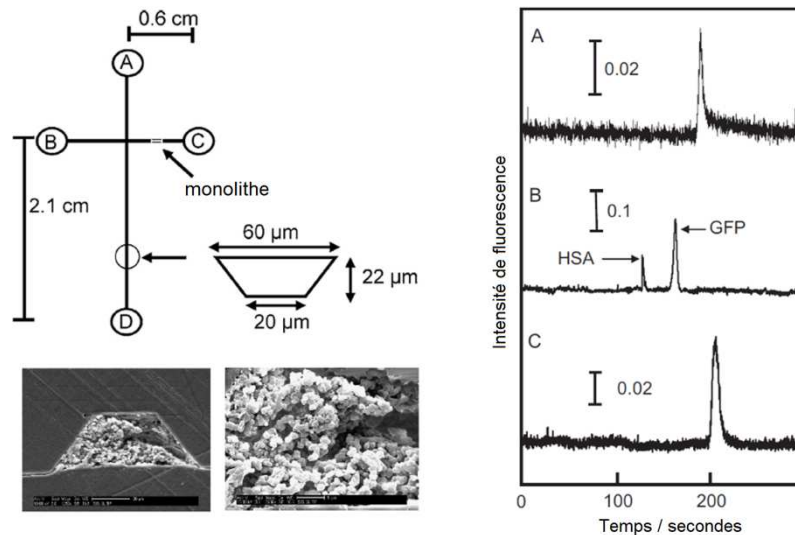 0.6 cm
A
B
C
monolithe
2.1 cm
60 µm
22 µm
20 µm
D
Intensité de fluorescence
A
0.02
B
0.1
GFP
HSA
C
0.02
0
100
200
Temps / secondes